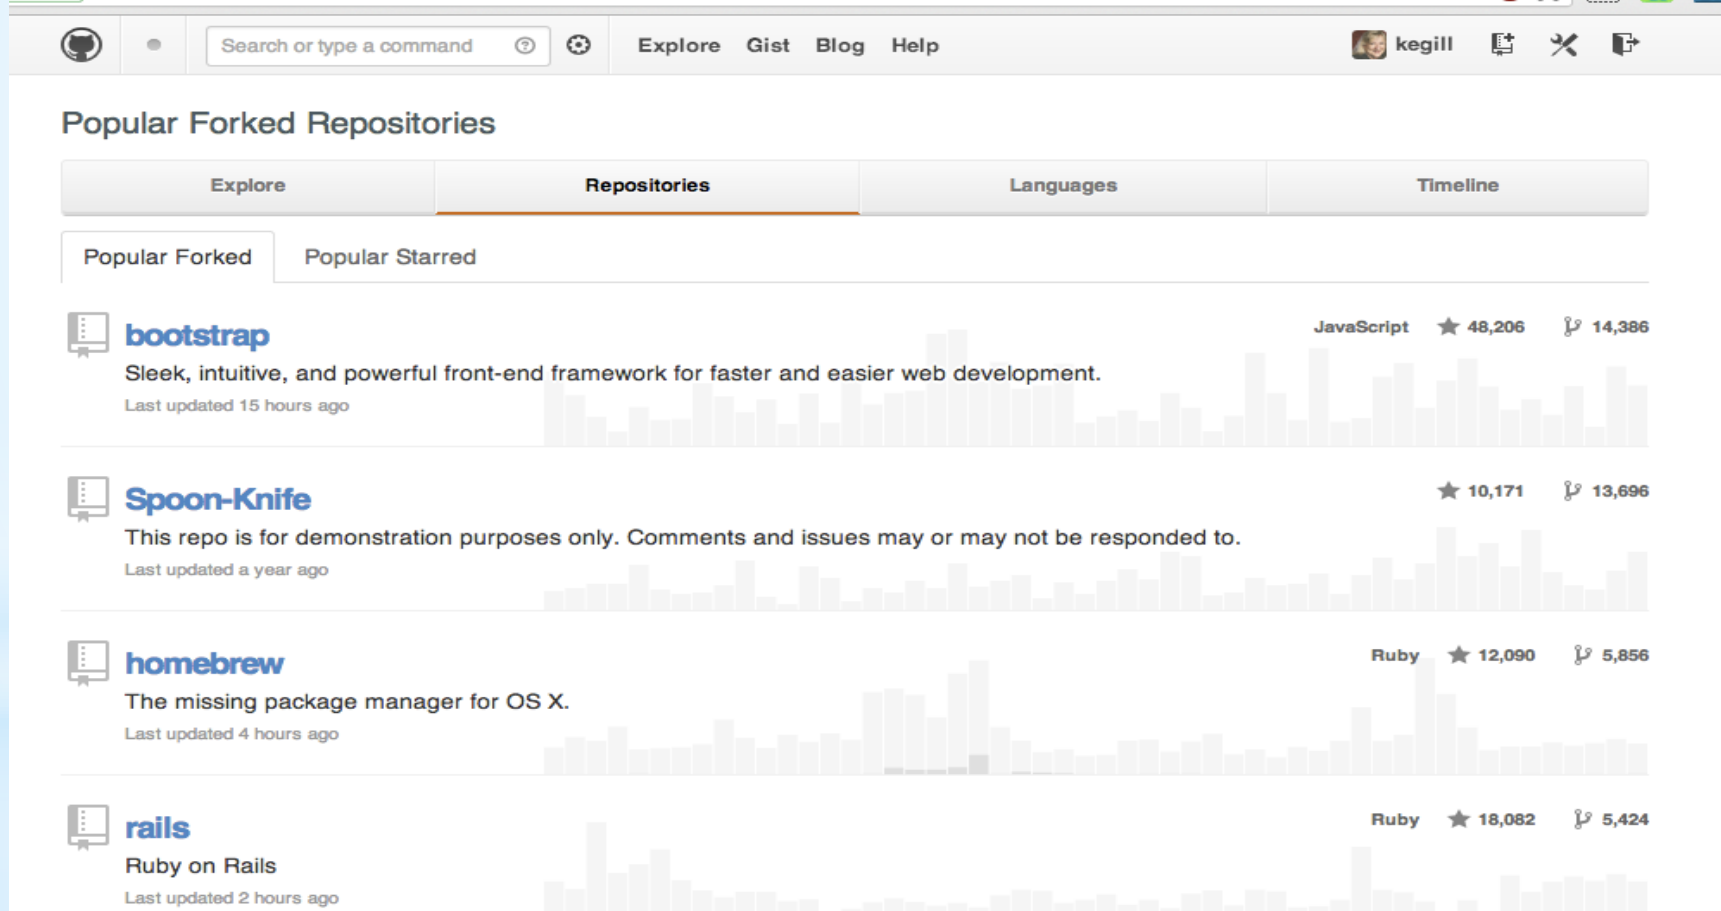 Search or type a command
Explore Gist Blog Help
kegill
Popular Forked Repositories
Explore Repositories Languages Timeline
Popular Forked Popular Starred
bootstrap
JavaScript 48,206 14,386
Sleek, intuitive, and powerful front-end framework for faster and easier web development.
Last updated 15 hours ago
Spoon-Knife
10,171 13,696
This repo is for demonstration purposes only. Comments and issues may or may not be responded to.
Last updated a year ago
homebrew
Ruby 12,090 5,856
The missing package manager for OS X.
Last updated 4 hours ago
rails
Ruby 18,082 5,424
Ruby on Rails
Last updated 2 hours ago